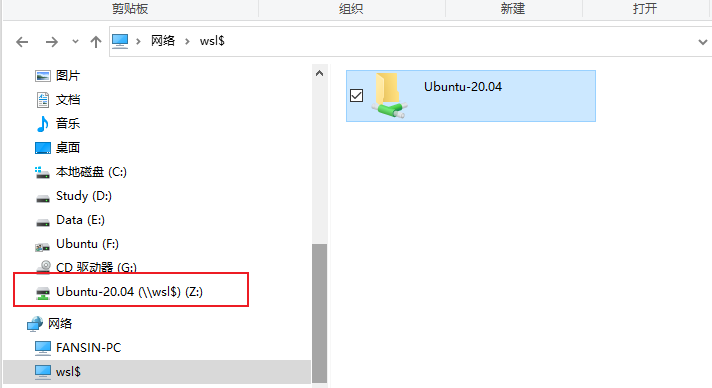 剪贴板 组织 新建 打开
网络 wsl$
图片
文档
音乐
桌面
本地磁盘 (C:)
Study (D:)
Data (E:)
Ubuntu (F:)
CD 驱动器 (G:)
Ubuntu-20.04 (\\wsl$) (Z:)
网络
FANSIN-PC
wsl$
Ubuntu-20.04